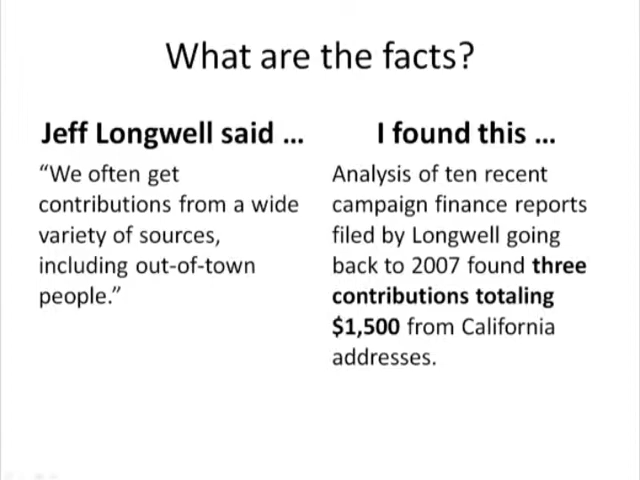 What are the facts?
Jeff Longwell said ...
“We often get
contributions from a wide
variety of sources,
including out-of-town
people.”
I found this ...
Analysis of ten recent
campaign finance reports
filed by Longwell going
back to 2007 found three
contributions totaling
$1,500 from California
addresses.